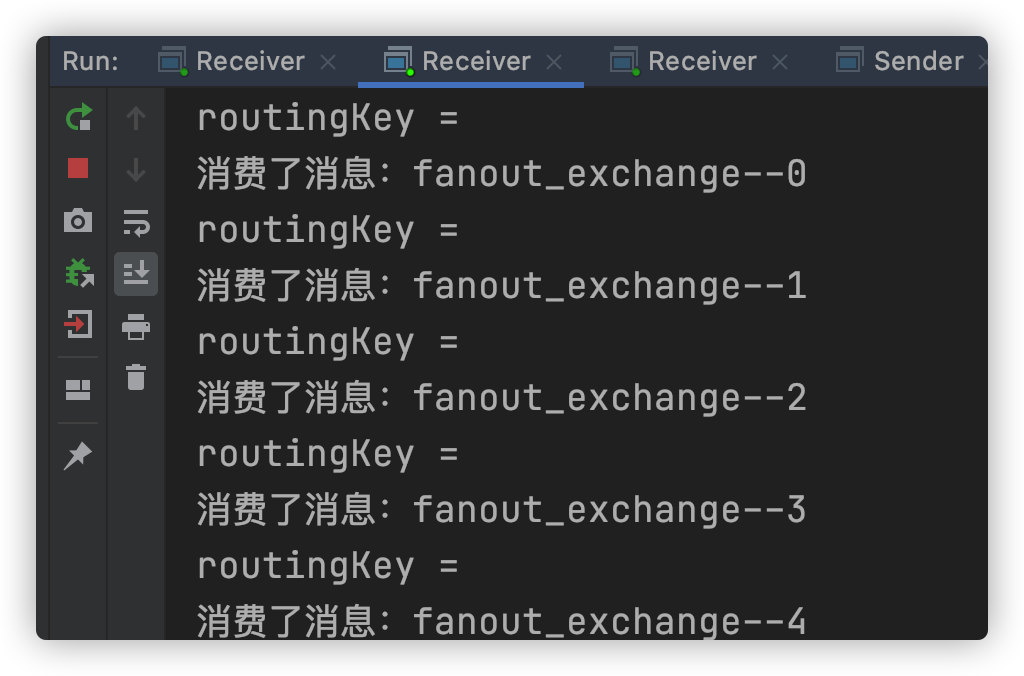 Run: Receiver × Receiver × Receiver × Sender ×
routingKey =
消费了消息：fanout_exchange--0
routingKey =
消费了消息：fanout_exchange--1
routingKey =
消费了消息：fanout_exchange--2
routingKey =
消费了消息：fanout_exchange--3
routingKey =
消费了消息：fanout_exchange--4